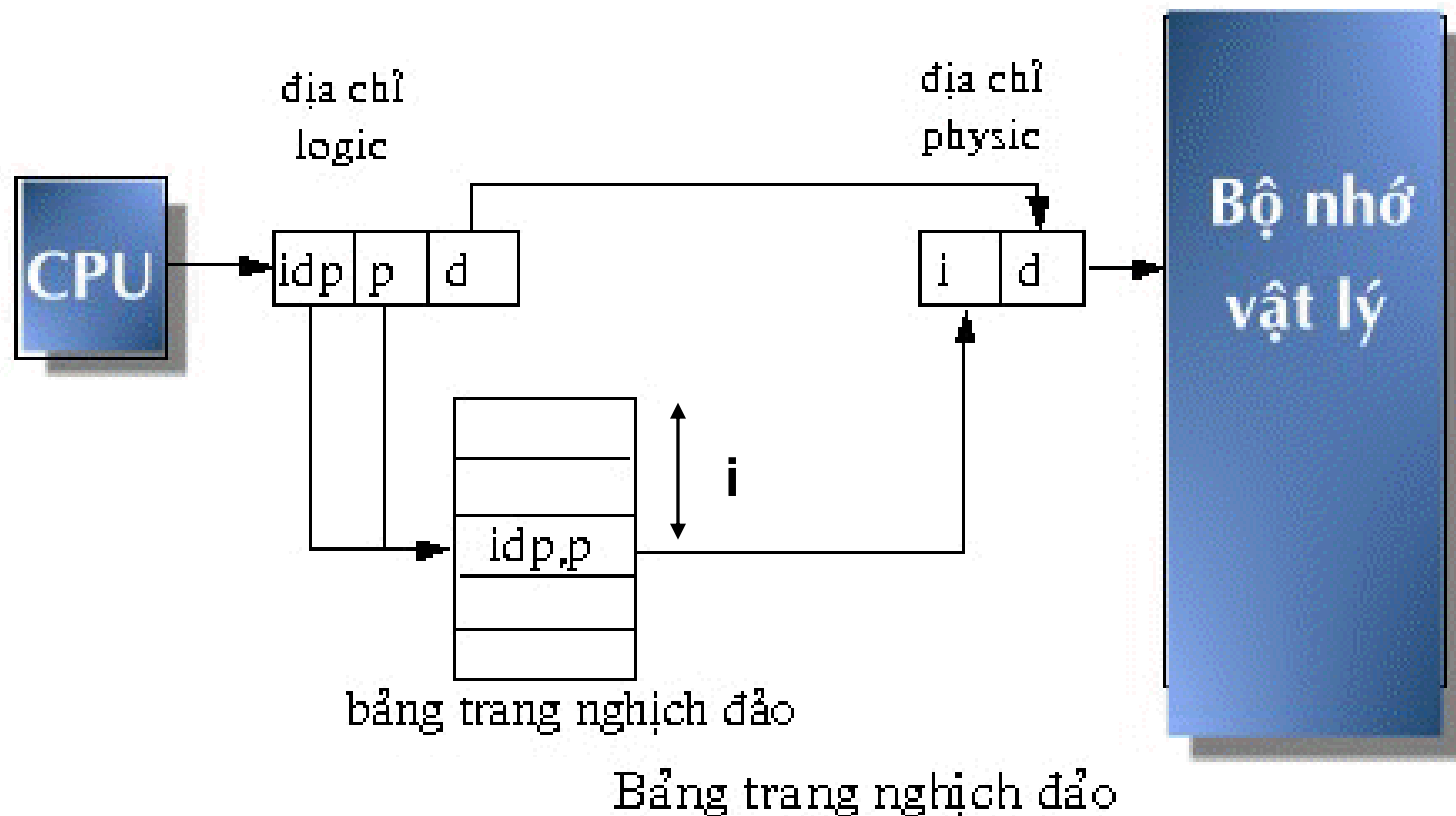 địa chỉ
logic
địa chỉ
physic
CPU
idp p d
i d
Bộ nhớ
vật lý
i
idp,p
bảng trang nghịch đảo
Bảng trang nghịch đảo